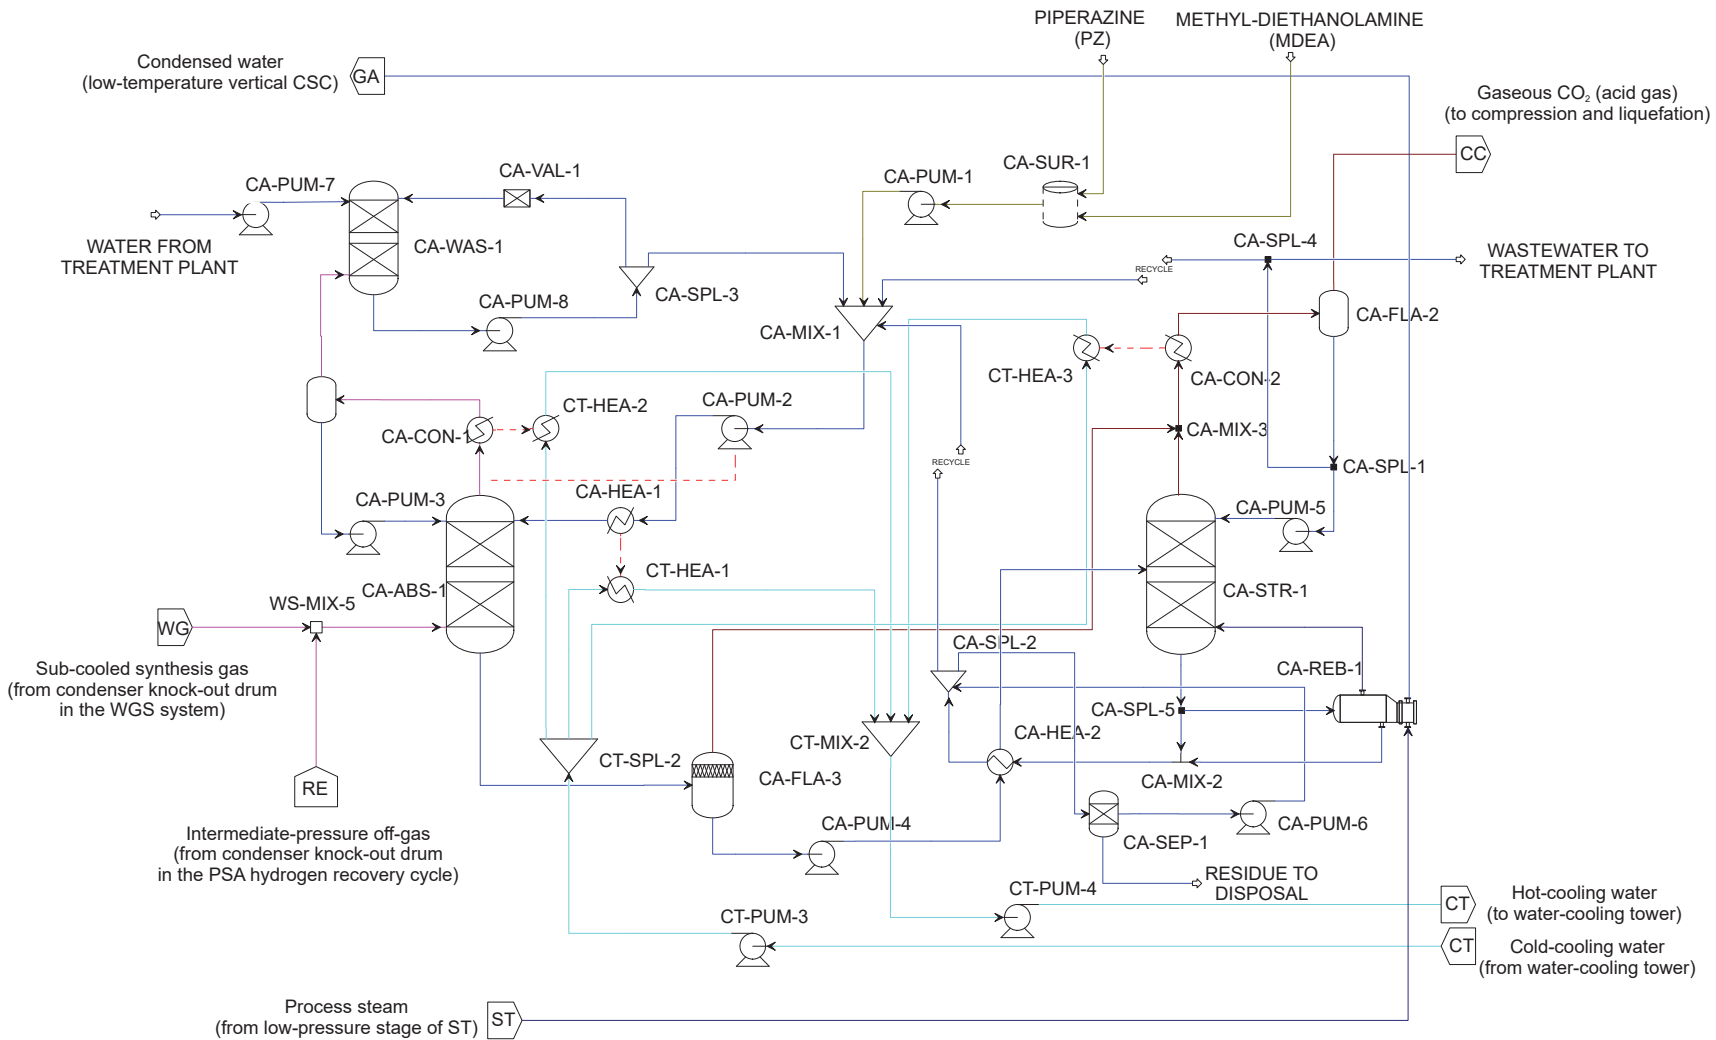 PIPERAZINE
(PZ)
METHYL-DIETHANOLAMINE
(MDEA)
Condensed water
(low-temperature vertical CSC)
GA
Gaseous CO₂ (acid gas)
(to compression and liquefation)
CC
CA-VAL-1
CA-PUM-7
CA-PUM-1
CA-SUR-1
WATER FROM
TREATMENT PLANT
CA-WAS-1
CA-SPL-4
WASTEWATER TO
TREATMENT PLANT
RECYCLE
CA-PUM-8
CA-SPL-3
CA-MIX-1
CA-FLA-2
CT-HEA-3
CA-CON-2
CT-HEA-2
CA-PUM-2
CA-CON-1
CA-MIX-3
RECYCLE
CA-SPL-1
CA-PUM-3
CA-HEA-1
CA-PUM-5
CT-HEA-1
CA-ABS-1
CA-STR-1
WS-MIX-5
WG
CA-SPL-2
CA-REB-1
Sub-cooled synthesis gas
(from condenser knock-out drum
in the WGS system)
CA-SPL-5
CT-MIX-2
CA-HEA-2
CT-SPL-2
CA-FLA-3
CA-MIX-2
RE
Intermediate-pressure off-gas
(from condenser knock-out drum
in the PSA hydrogen recovery cycle)
CA-PUM-4
CA-PUM-6
CA-SEP-1
RESIDUE TO
DISPOSAL
CT-PUM-4
CT
Hot-cooling water
(to water-cooling tower)
CT-PUM-3
CT
Cold-cooling water
(from water-cooling tower)
Process steam
(from low-pressure stage of ST)
ST